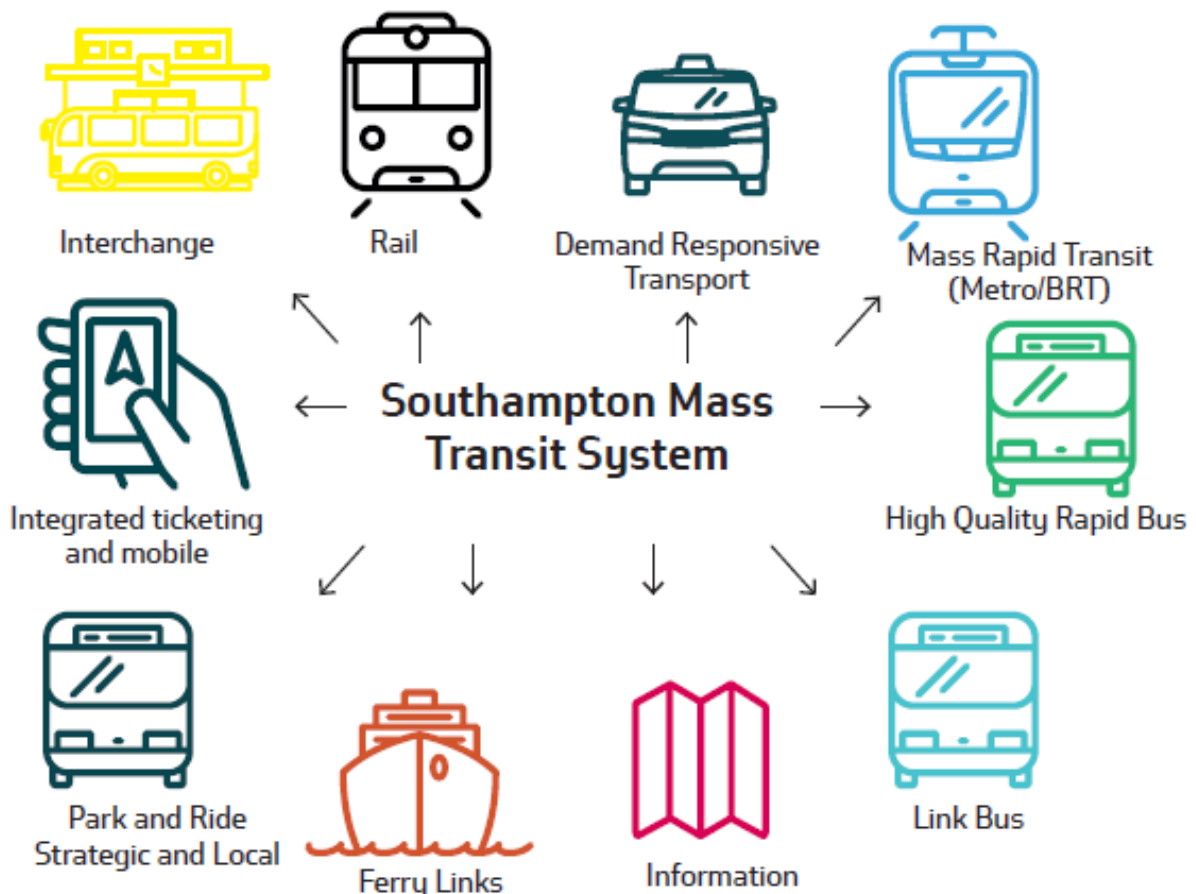 Interchange
Rail
Demand Responsive
Transport
Mass Rapid Transit
(Metro/BRT)
Southampton Mass
Transit System
Integrated ticketing
and mobile
High Quality Rapid Bus
Park and Ride
Strategic and Local
Ferry Links
Information
Link Bus